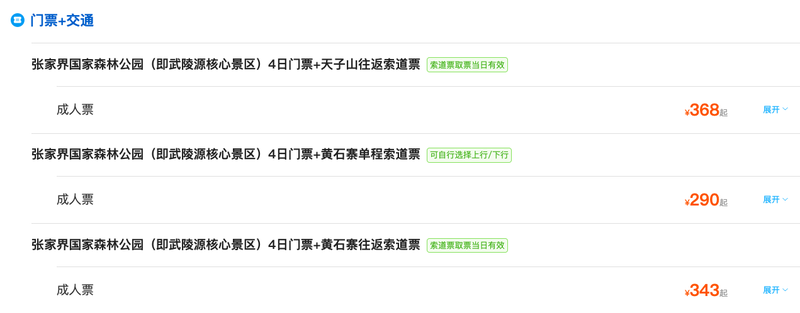 门票+交通
张家界国家森林公园（即武陵源核心景区）4日门票+天子山往返索道票 索道票取票当日有效
成人票 ¥368起 展开
张家界国家森林公园（即武陵源核心景区）4日门票+黄石寨单程索道票 可自行选择上行/下行
成人票 ¥290起 展开
张家界国家森林公园（即武陵源核心景区）4日门票+黄石寨往返索道票 索道票取票当日有效
成人票 ¥343起 展开